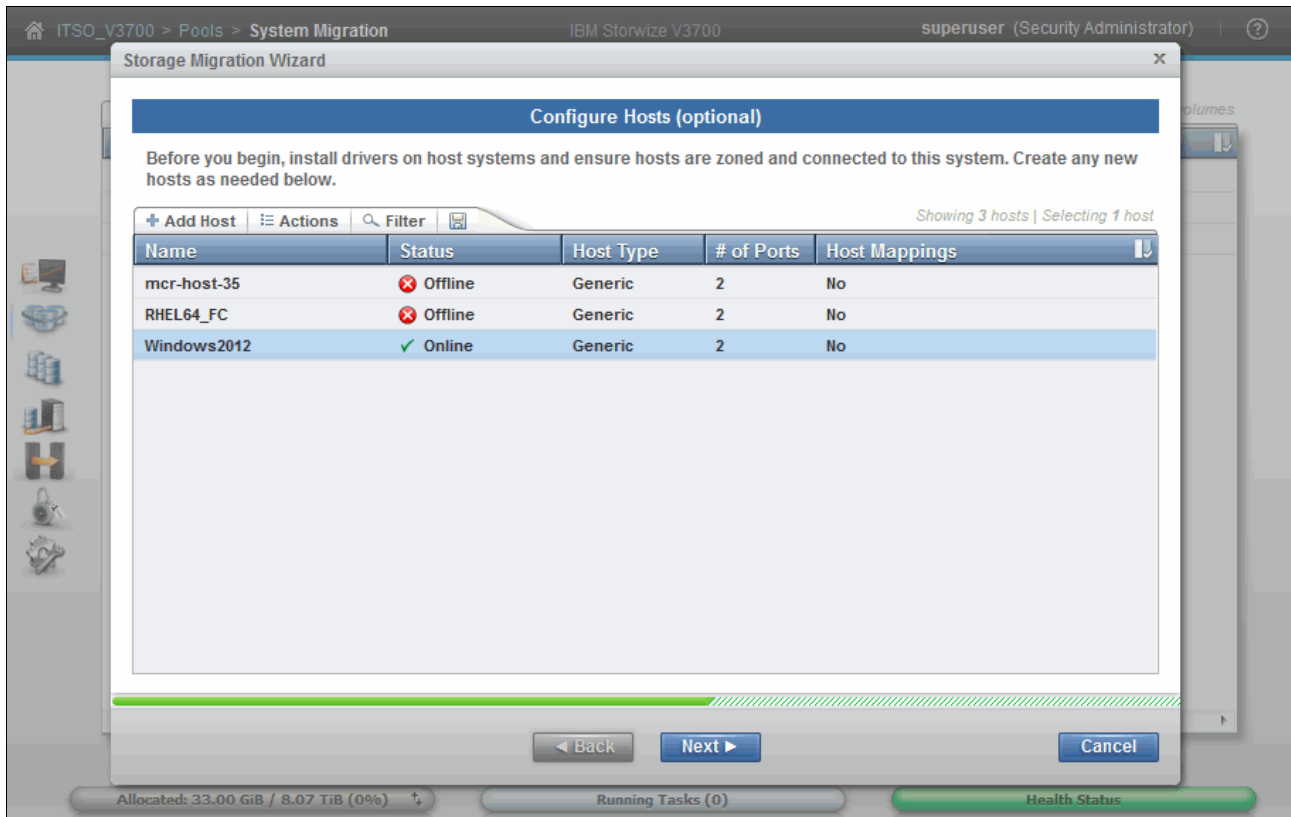 ITSO_V3700 > Pools > System Migration IBM Storwize V3700 superuser (Security Administrator) | ?
Storage Migration Wizard x
olumes
Configure Hosts (optional)
Before you begin, install drivers on host systems and ensure hosts are zoned and connected to this system. Create any new
hosts as needed below.
Add Host Actions Filter Showing 3 hosts | Selecting 1 host
Name Status Host Type # of Ports Host Mappings
mcr-host-35 Offline Generic 2 No
RHEL64_FC Offline Generic 2 No
Windows2012 Online Generic 2 No
Back Next Cancel
Allocated: 33.00 GiB / 8.07 TiB (0%) Running Tasks (0) Health Status